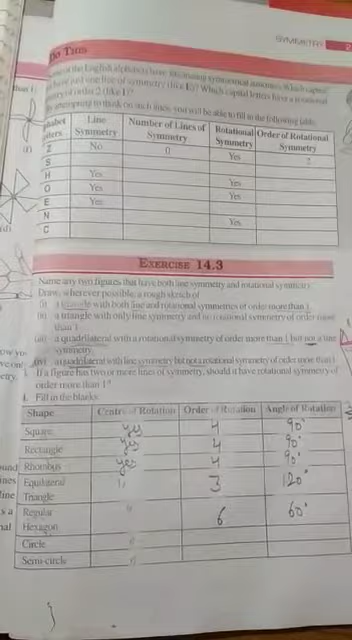 SYMMETRY 2
DO THIS
Some of the English alphabets have fascinating symmetrical structures. Which capital
have just one line of symmetry (like E)? Which capital letters have a rotational
symmetry of order 2 (like I)?
By attempting to think on such lines, you will be able to fill in the following table.
Line Symmetry Number of Lines of Symmetry Rotational Symmetry Order of Rotational Symmetry
Z No 0 Yes 2
S
H Yes Yes
O Yes Yes
E Yes
N Yes
C
EXERCISE 14.3
Name any two figures that have both line symmetry and rotational symmetry.
Draw, wherever possible, a rough sketch of
(i) a triangle with both line and rotational symmetries of order more than 1.
(ii) a triangle with only line symmetry and no rotational symmetry of order more
than 1.
(iii) a quadrilateral with a rotational symmetry of order more than 1 but not a line
symmetry.
(iv) a quadrilateral with line symmetry but not a rotational symmetry of order more than 1.
If a figure has two or more lines of symmetry, should it have rotational symmetry of
order more than 1?
4. Fill in the blanks:
Shape Centre of Rotation Order of Rotation Angle of Rotation
Square yes 4 90°
Rectangle yes 4 90°
Rhombus yes 4 90°
Equilateral Triangle 3 120°
Regular Hexagon 6 60°
Circle
Semi-circle